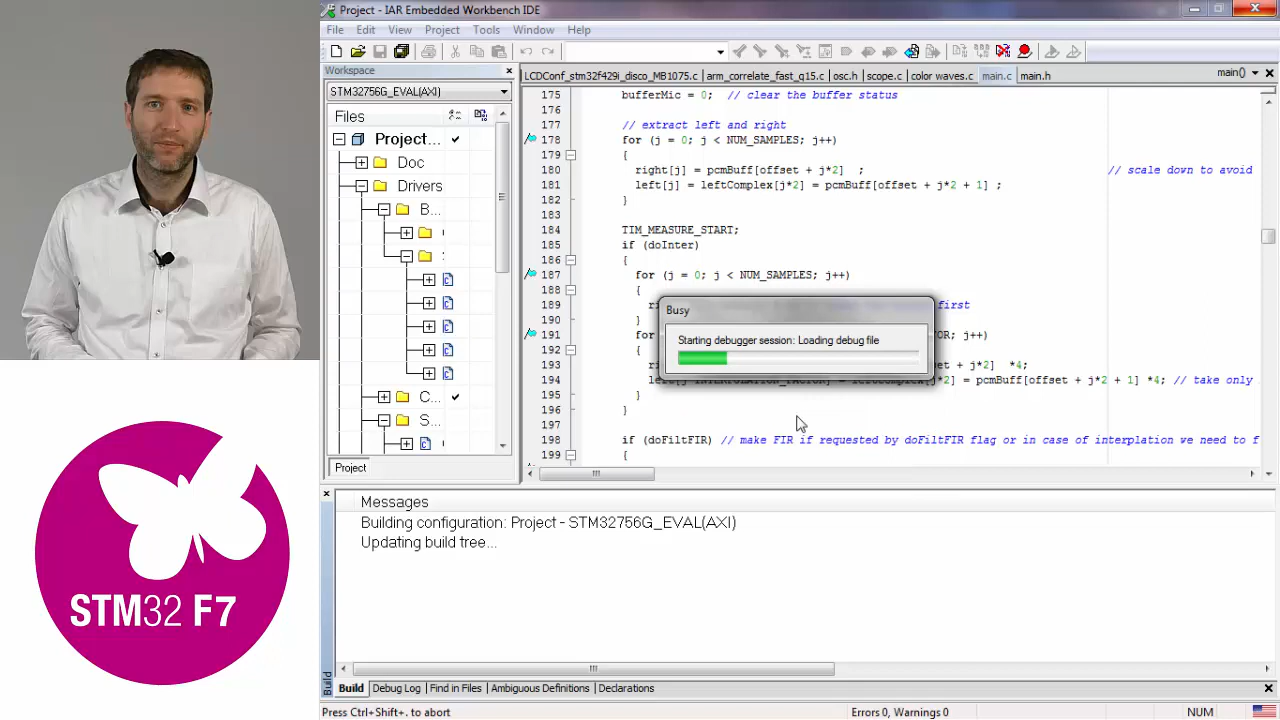 Project - IAR Embedded Workbench IDE
File Edit View Project Tools Window Help
Workspace
STM32756G_EVAL(AXI)
Files
Project...
Doc
Drivers
B...
C...
S...
Project
LCDConf_stm32f429i_disco_MB1075.c arm_correlate_fast_q15.c osc.h scope.c color waves.c main.c main.h
main()
175 bufferMic = 0; // clear the buffer status
176
177 // extract left and right
178 for (j = 0; j < NUM_SAMPLES; j++)
179 {
180 right[j] = pcmBuff[offset + j*2] ; // scale down to avoid
181 left[j] = leftComplex[j*2] = pcmBuff[offset + j*2 + 1] ;
182 }
183
184 TIM_MEASURE_START;
185 if (doInter)
186 {
187 for (j = 0; j < NUM_SAMPLES; j++)
188 {
189 first
190 }
191 for j++)
192 {
193 + j*2] *4;
194 = pcmBuff[offset + j*2 + 1] *4; // take only
195 }
196 }
197
198 if (doFiltFIR) // make FIR if requested by doFiltFIR flag or in case of interplation we need to f
199 {
Busy
Starting debugger session: Loading debug file
Messages
Building configuration: Project - STM32756G_EVAL(AXI)
Updating build tree...
Build
Build Debug Log Find in Files Ambiguous Definitions Declarations
Press Ctrl+Shift+. to abort
Errors 0, Warnings 0
NUM
STM32 F7